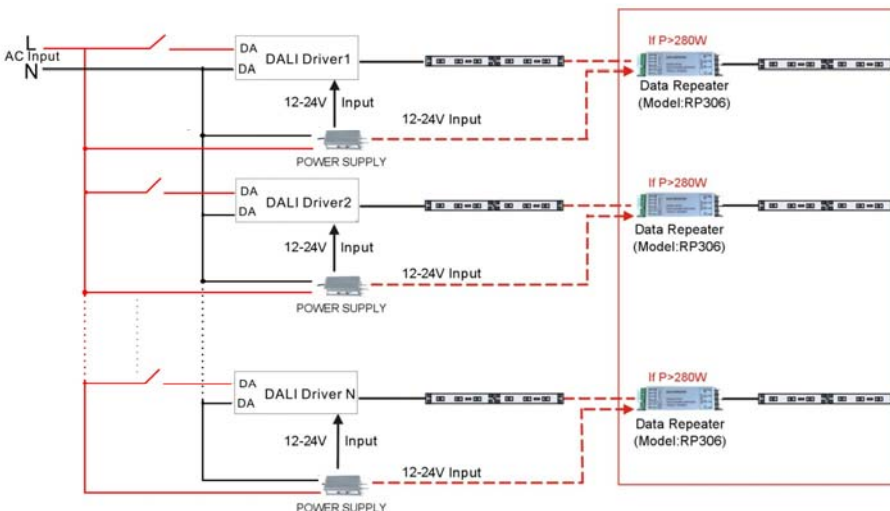 L
AC Input
N
DA
DA
DALI Driver1
12-24V Input
12-24V Input
POWER SUPPLY
If P>280W
Data Repeater
(Model:RP306)
DA
DA
DALI Driver2
12-24V Input
12-24V Input
POWER SUPPLY
If P>280W
Data Repeater
(Model:RP306)
DA
DA
DALI Driver N
12-24V Input
12-24V Input
POWER SUPPLY
If P>280W
Data Repeater
(Model:RP306)